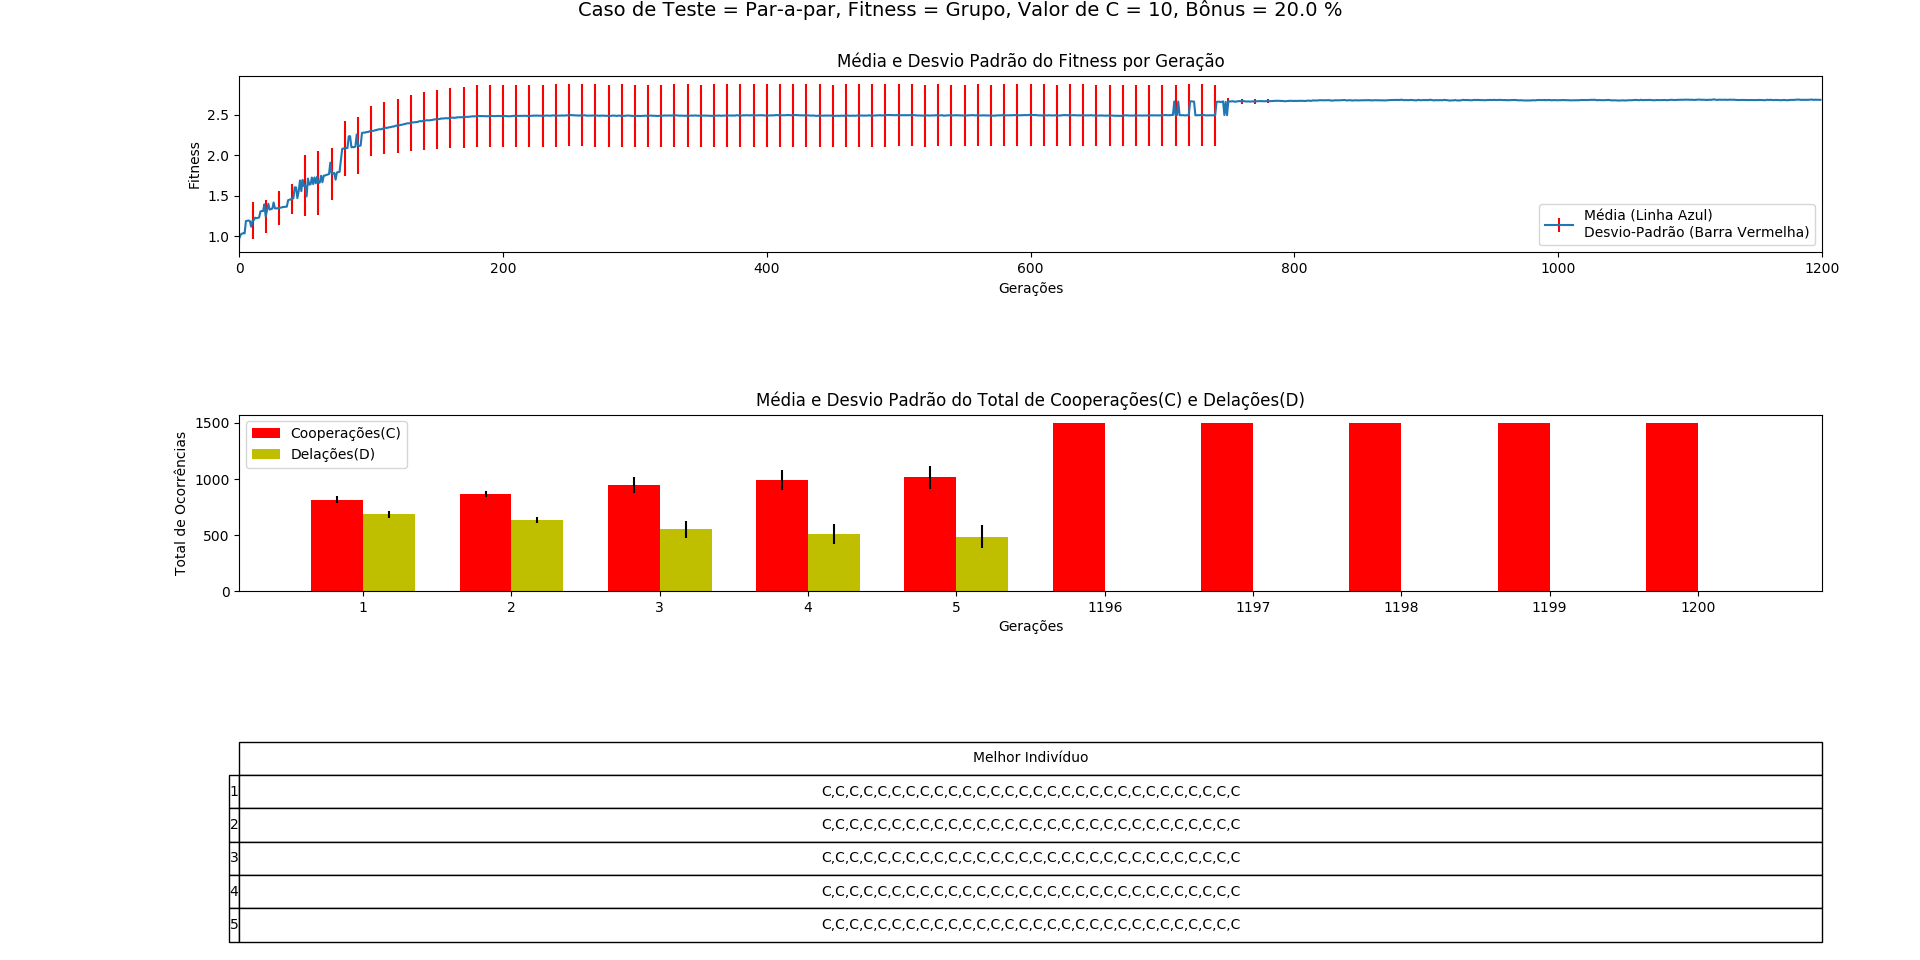 Caso de Teste = Par-a-par, Fitness = Grupo, Valor de C = 10, Bônus = 20.0 %
Média e Desvio Padrão do Fitness por Geração
2.5
2.0
1.5
1.0
Fitness
Média (Linha Azul)
Desvio-Padrão (Barra Vermelha)
0 200 400 600 800 1000 1200
Gerações
Média e Desvio Padrão do Total de Cooperações(C) e Delações(D)
1500
1000
500
0
Total de Ocorrências
Cooperações(C)
Delações(D)
1 2 3 4 5 1196 1197 1198 1199 1200
Gerações
Melhor Indivíduo
1 C,C,C,C,C,C,C,C,C,C,C,C,C,C,C,C,C,C,C,C,C,C,C,C,C,C,C,C,C,C
2 C,C,C,C,C,C,C,C,C,C,C,C,C,C,C,C,C,C,C,C,C,C,C,C,C,C,C,C,C,C
3 C,C,C,C,C,C,C,C,C,C,C,C,C,C,C,C,C,C,C,C,C,C,C,C,C,C,C,C,C,C
4 C,C,C,C,C,C,C,C,C,C,C,C,C,C,C,C,C,C,C,C,C,C,C,C,C,C,C,C,C,C
5 C,C,C,C,C,C,C,C,C,C,C,C,C,C,C,C,C,C,C,C,C,C,C,C,C,C,C,C,C,C